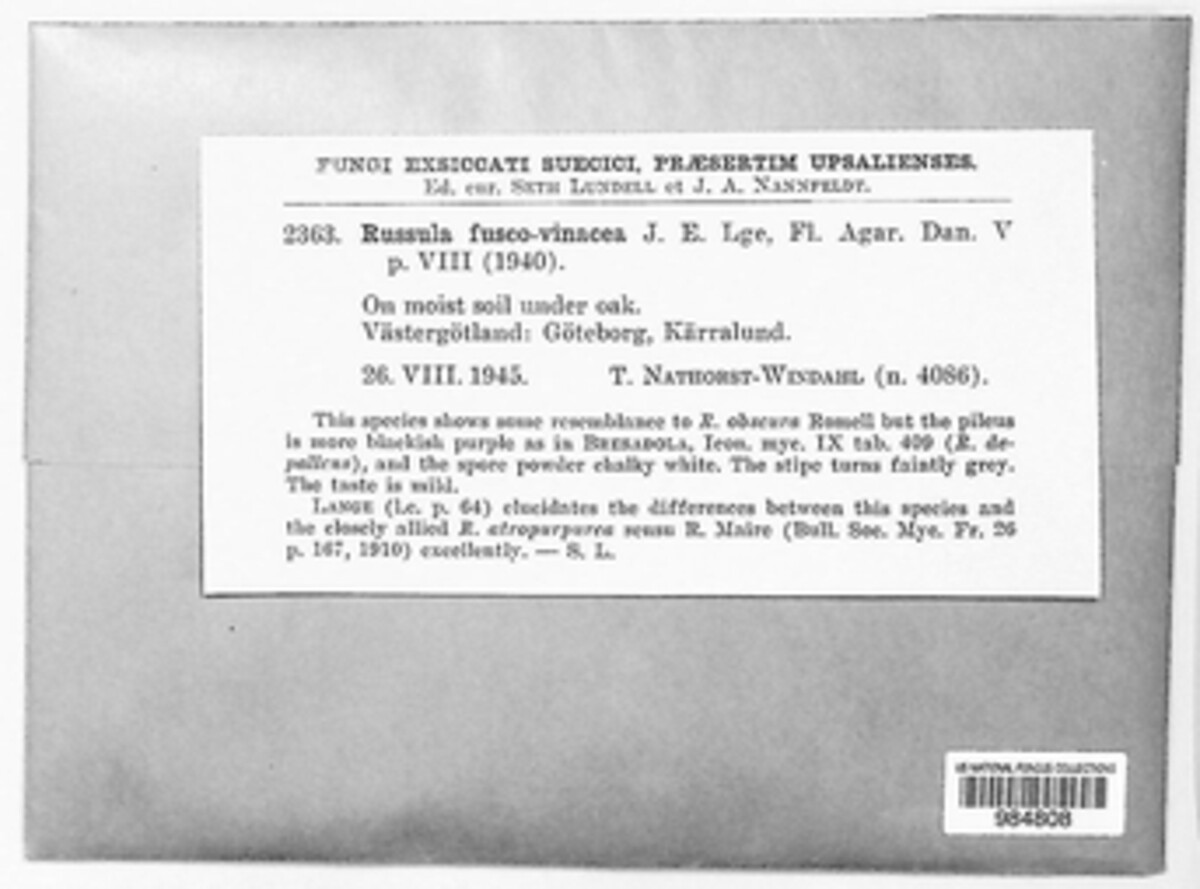 FUNGI EXSICCATI SUECICI, PRÆSERTIM UPSALIENSES.
Ed. cur. SETH LUNDELL et J. A. NANNFELDT.
2363. Russula fusco-vinacea J. E. Lge, Fl. Agar. Dan. V
p. VIII (1940).
On moist soil under oak.
Västergötland: Göteborg, Kärralund.
26. VIII. 1945. T. NATHORST-WINDAHL (n. 4086).
This species shows some resemblance to R. obscura Romell but the pileus
is more blackish purple as in BRESADOLA, Icon. myc. IX tab. 409 (R. de-
pallens), and the spore powder chalky white. The stipe turns faintly grey.
The taste is mild.
LANGE (l.c. p. 64) elucidates the differences between this species and
the closely allied R. atropurpurea sensu R. Maire (Bull. Soc. Myc. Fr. 26
p. 167, 1910) excellently. — S. L.
US NATIONAL FUNGUS COLLECTIONS
984808